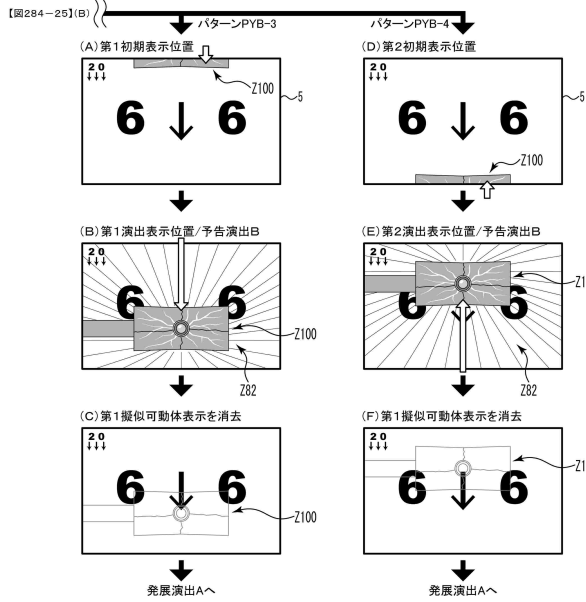 【図284-25】(B)
パターンPYB-3
パターンPYB-4
(A)第1初期表示位置
20
↓↓↓
6 ↓ 6
Z100
5
(D)第2初期表示位置
20
↓↓↓
6 ↓ 6
Z100
5
(B)第1演出表示位置/予告演出B
20
↓↓↓
6 6
Z100
Z82
(E)第2演出表示位置/予告演出B
20
↓↓↓
6 ↓ 6
Z1
Z82
(C)第1擬似可動体表示を消去
20
↓↓↓
6 ↓ 6
Z100
(F)第1擬似可動体表示を消去
20
↓↓↓
6 ↓ 6
Z1
発展演出Aへ
発展演出Aへ